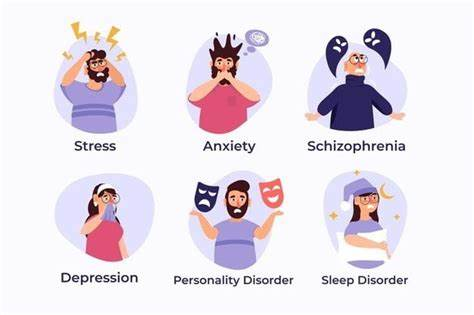 Stress
Anxiety
Schizophrenia
Depression
Personality Disorder
Sleep Disorder